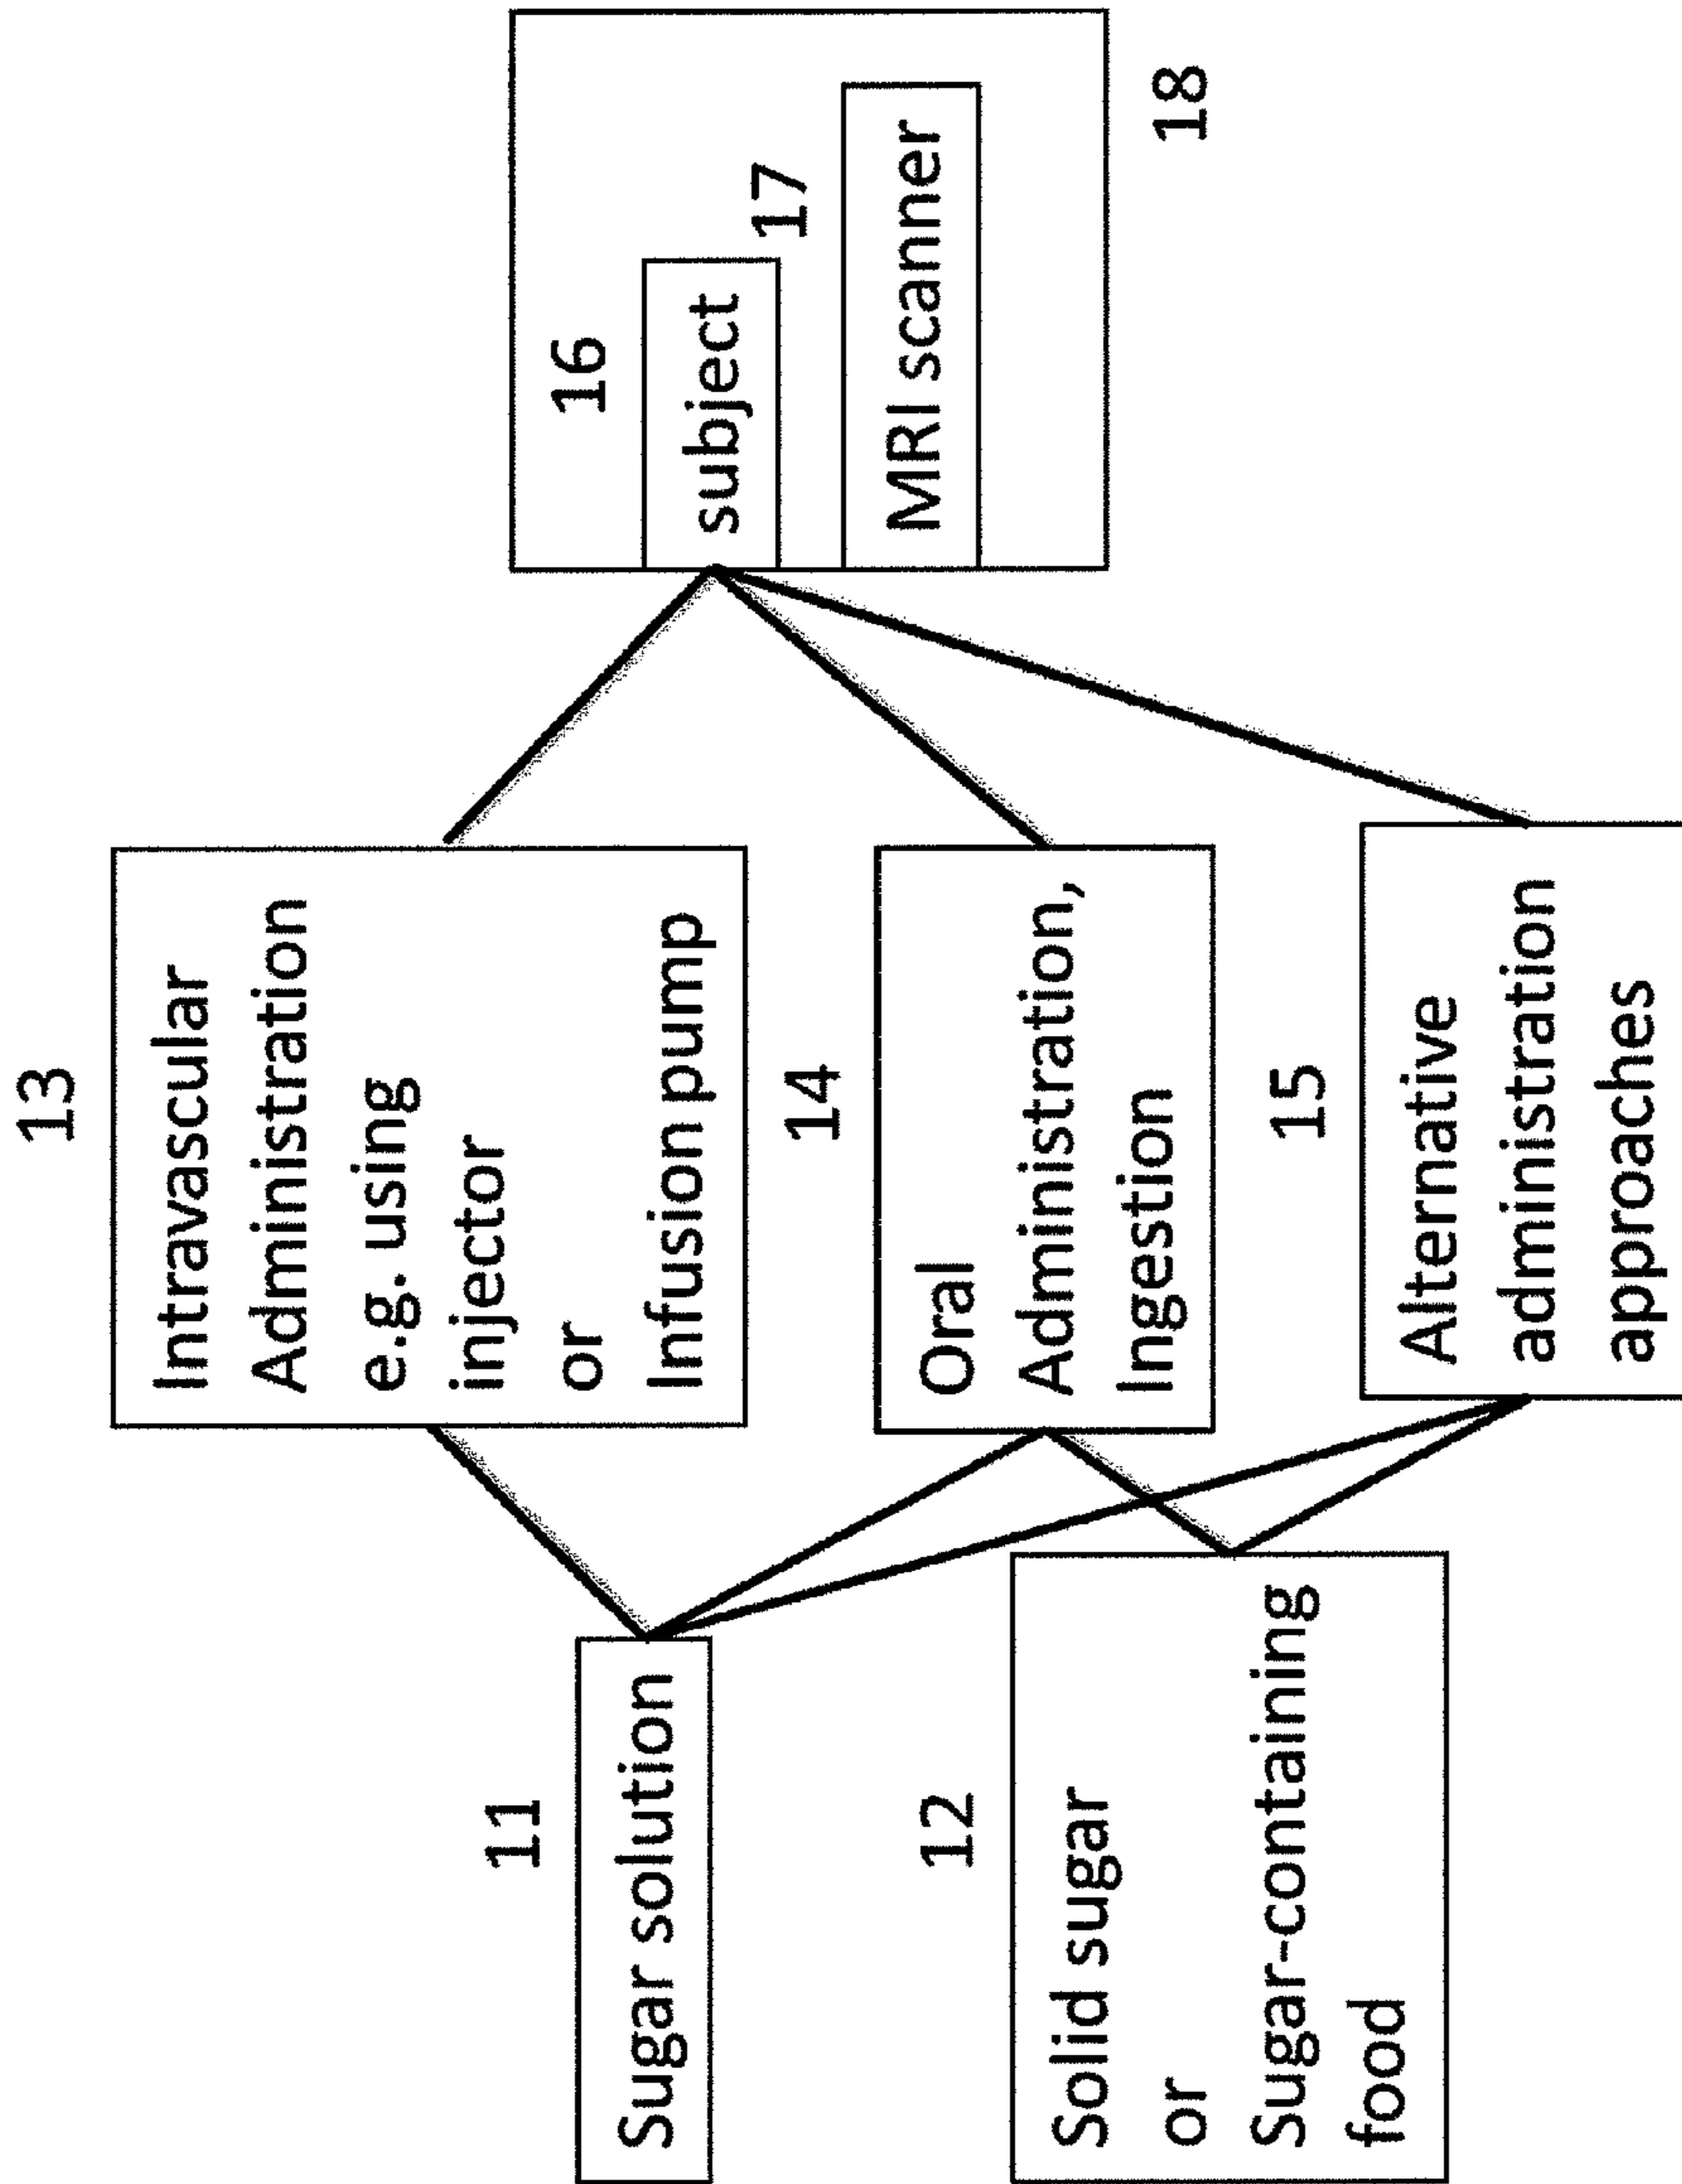 11
Sugar solution
12
Solid sugar
or
Sugar-containing
food
13
Intravascular
Administration
e.g. using
injector
or
Infusion pump
14
Oral
Administration,
Ingestion
15
Alternative
administration
approaches
16
subject
17
MRI scanner
18